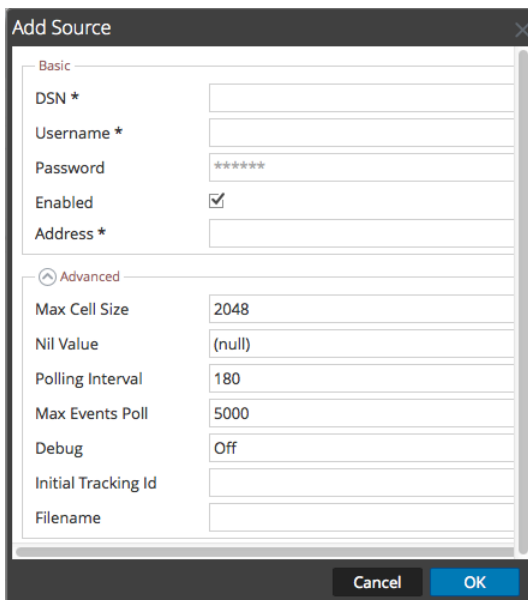 Add Source
Basic
DSN *
Username *
Password ******
Enabled
Address *
Advanced
Max Cell Size 2048
Nil Value (null)
Polling Interval 180
Max Events Poll 5000
Debug Off
Initial Tracking Id
Filename
Cancel OK